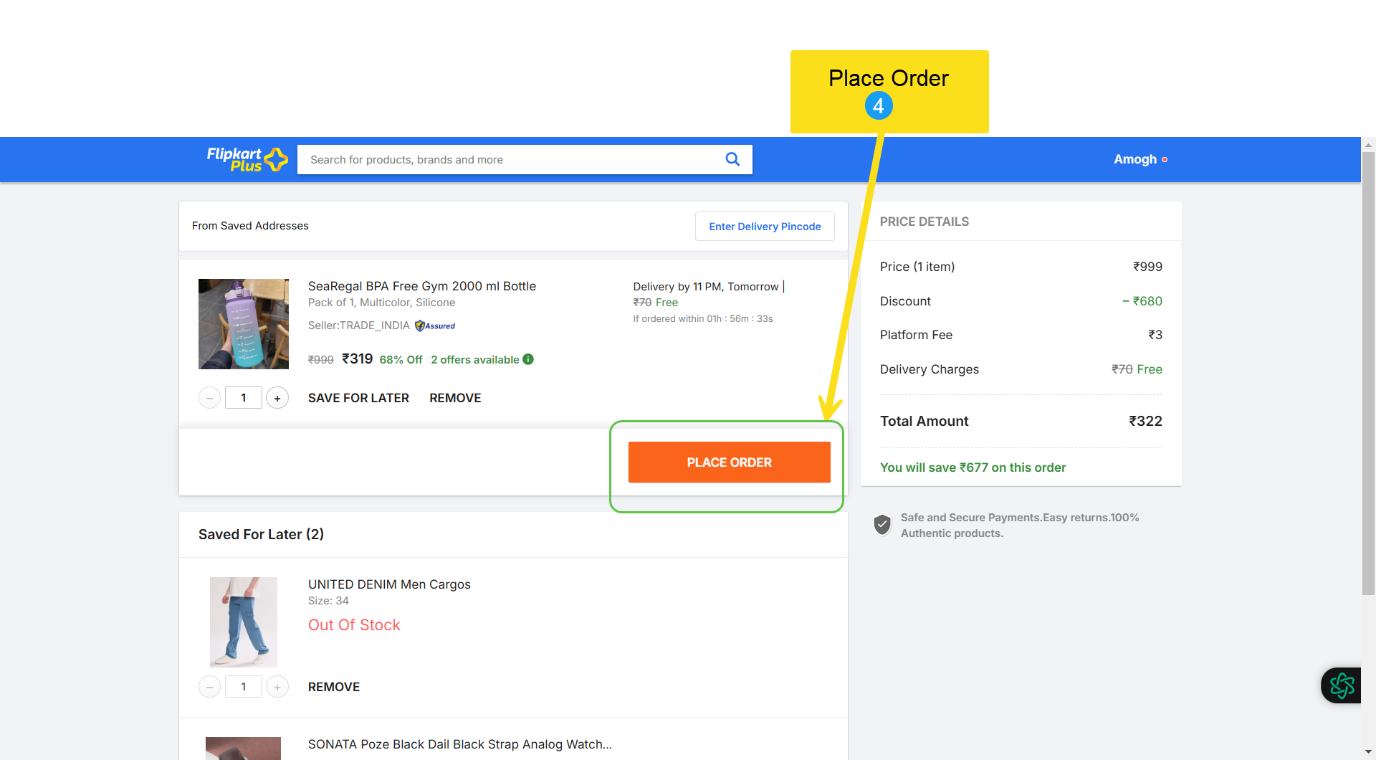 Place Order
4
Flipkart
Plus
Search for products, brands and more
Amogh
From Saved Addresses
Enter Delivery Pincode
SeaRegal BPA Free Gym 2000 ml Bottle
Pack of 1, Multicolor, Silicone
Seller:TRADE_INDIA Assured
₹999 ₹319 68% Off 2 offers available i
Delivery by 11 PM, Tomorrow |
₹70 Free
If ordered within 01h : 56m : 33s
– 1 + SAVE FOR LATER REMOVE
PLACE ORDER
PRICE DETAILS
Price (1 item) ₹999
Discount − ₹680
Platform Fee ₹3
Delivery Charges ₹70 Free
Total Amount ₹322
You will save ₹677 on this order
Safe and Secure Payments.Easy returns.100%
Authentic products.
Saved For Later (2)
UNITED DENIM Men Cargos
Size: 34
Out Of Stock
– 1 + REMOVE
SONATA Poze Black Dail Black Strap Analog Watch...